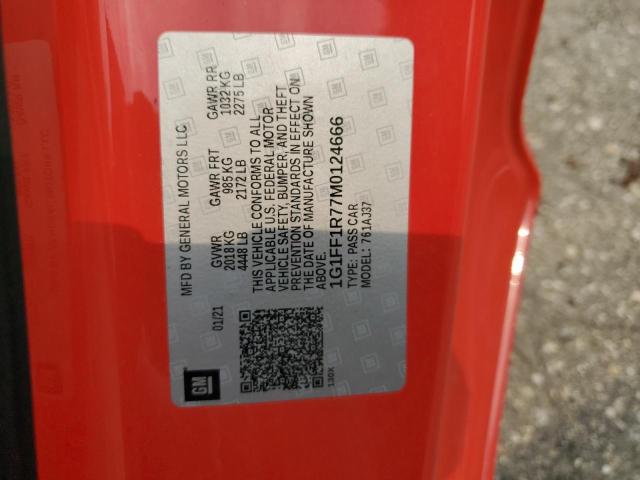 MFD BY GENERAL MOTORS LLC
01/21
GVWR GAWR FRT GAWR RR
2018 KG 985 KG 1032 KG
4448 LB 2172 LB 2275 LB
THIS VEHICLE CONFORMS TO ALL
APPLICABLE U.S. FEDERAL MOTOR
VEHICLE SAFETY, BUMPER, AND THEFT
PREVENTION STANDARDS IN EFFECT ON
THE DATE OF MANUFACTURE SHOWN
ABOVE.
1G1FF1R77M0124666
TYPE: PASS CAR
MODEL: 761AJ37
130X
GM